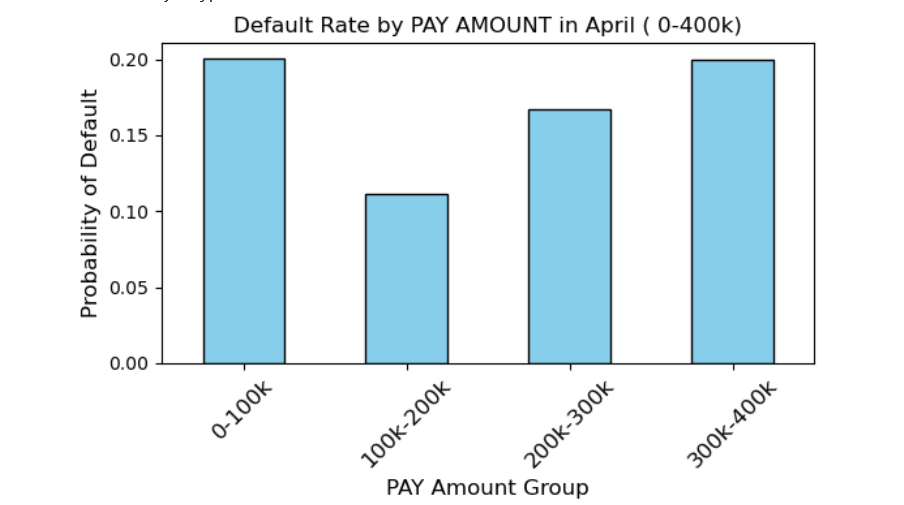 Default Rate by PAY AMOUNT in April ( 0-400k)
Probability of Default
0.20
0.15
0.10
0.05
0.00
0-100k
100k-200k
200k-300k
300k-400k
PAY Amount Group